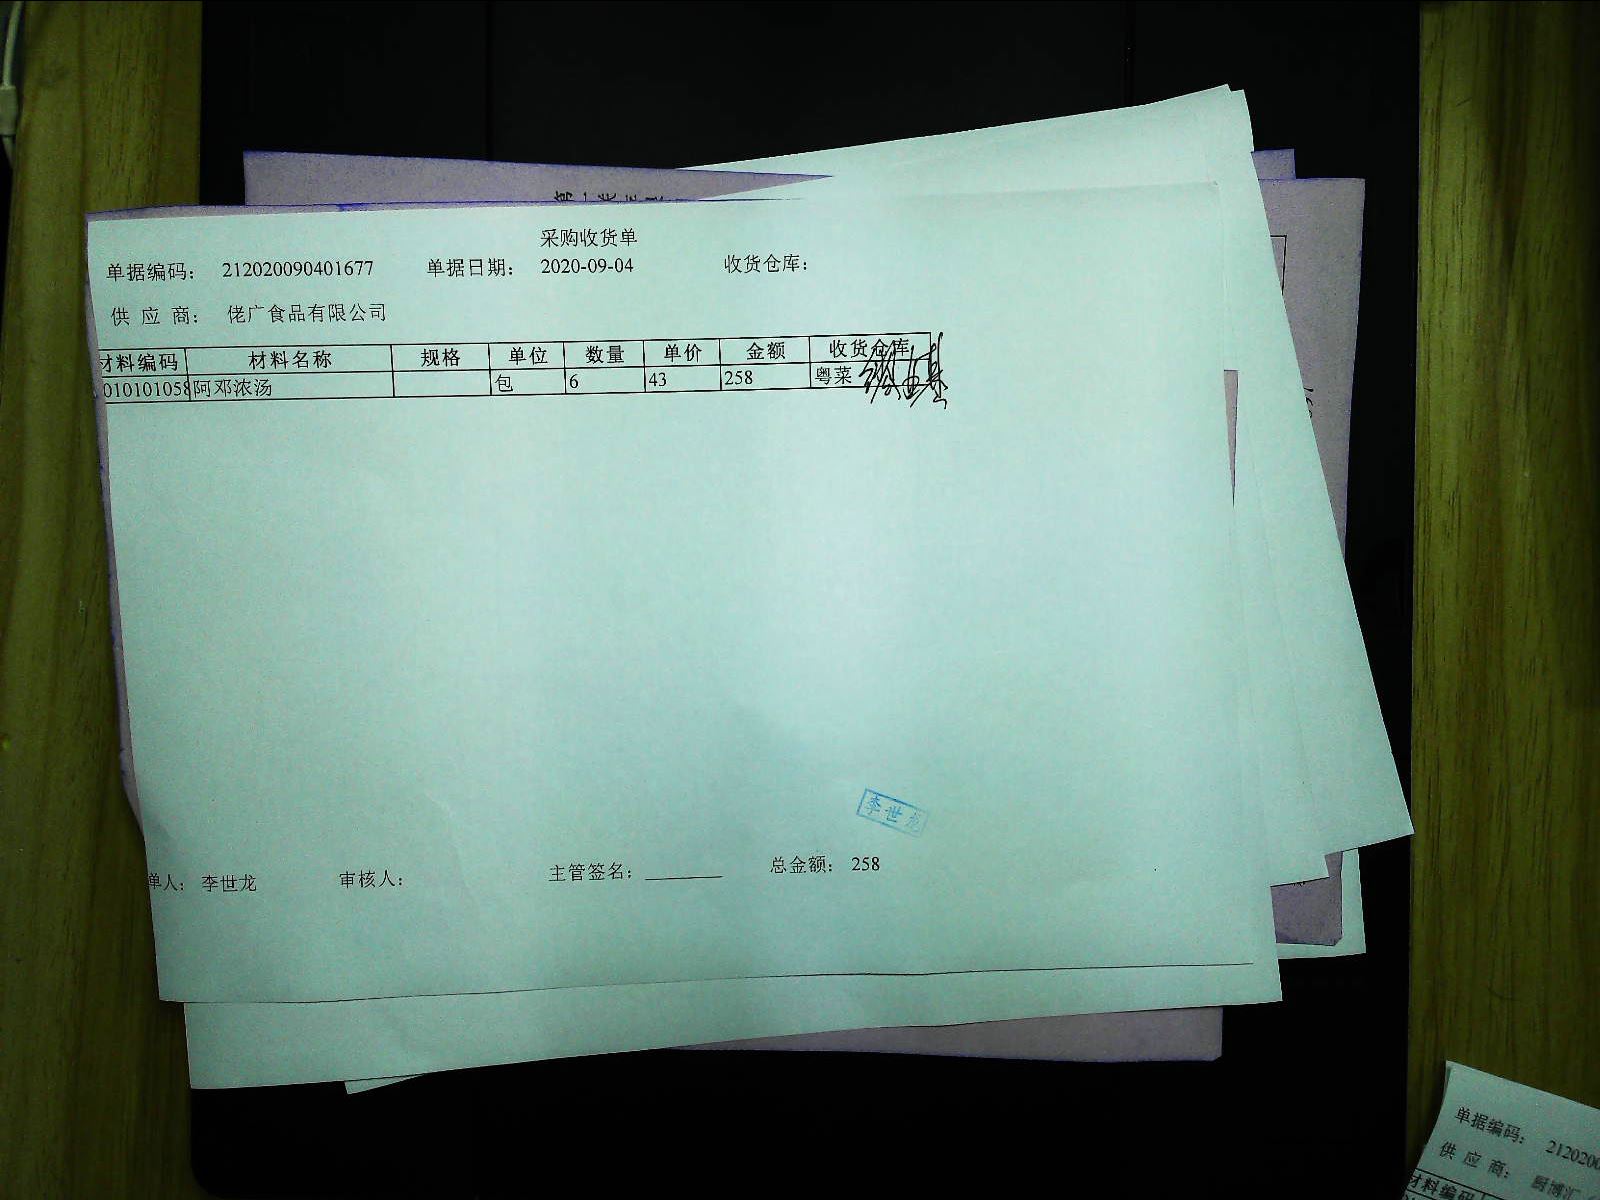 采购收货单
单据编码： 212020090401677 单据日期： 2020-09-04 收货仓库：
供 应 商： 佬广食品有限公司
材料编码 材料名称 规格 单位 数量 单价 金额 收货仓库
010101058 阿邓浓汤 包 6 43 258 粤菜
李世龙
单人： 李世龙 审核人： 主管签名： 总金额： 258
单据编码： 212020
供 应 商： 厨博汇
材料编码